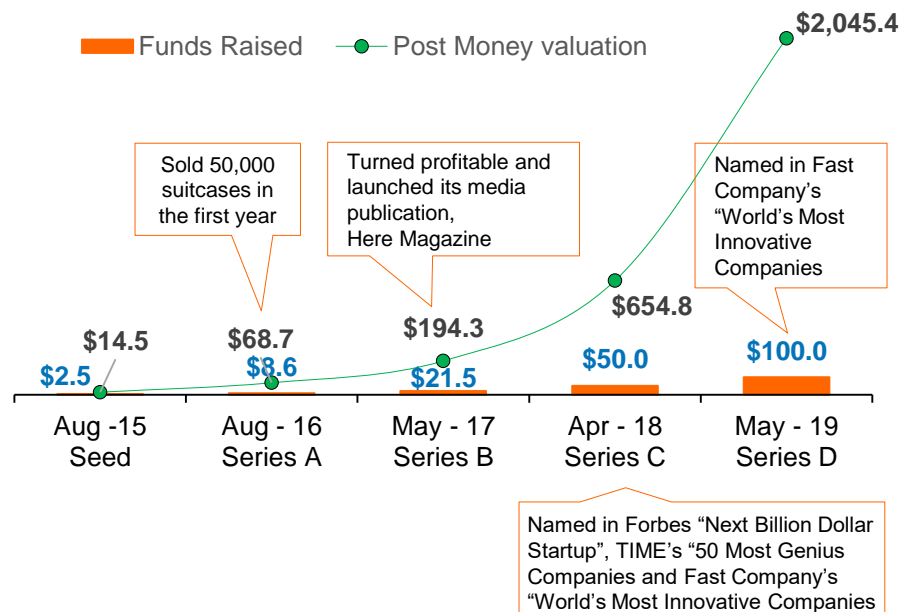 Funds Raised
Post Money valuation
$2,045.4
Sold 50,000
suitcases in
the first year
Turned profitable and
launched its media
publication,
Here Magazine
Named in Fast
Company’s
“World’s Most
Innovative
Companies
$14.5
$68.7
$194.3
$654.8
$2.5
$8.6
$21.5
$50.0
$100.0
Aug -15
Seed
Aug - 16
Series A
May - 17
Series B
Apr - 18
Series C
May - 19
Series D
Named in Forbes “Next Billion Dollar
Startup”, TIME’s “50 Most Genius
Companies and Fast Company’s
“World’s Most Innovative Companies